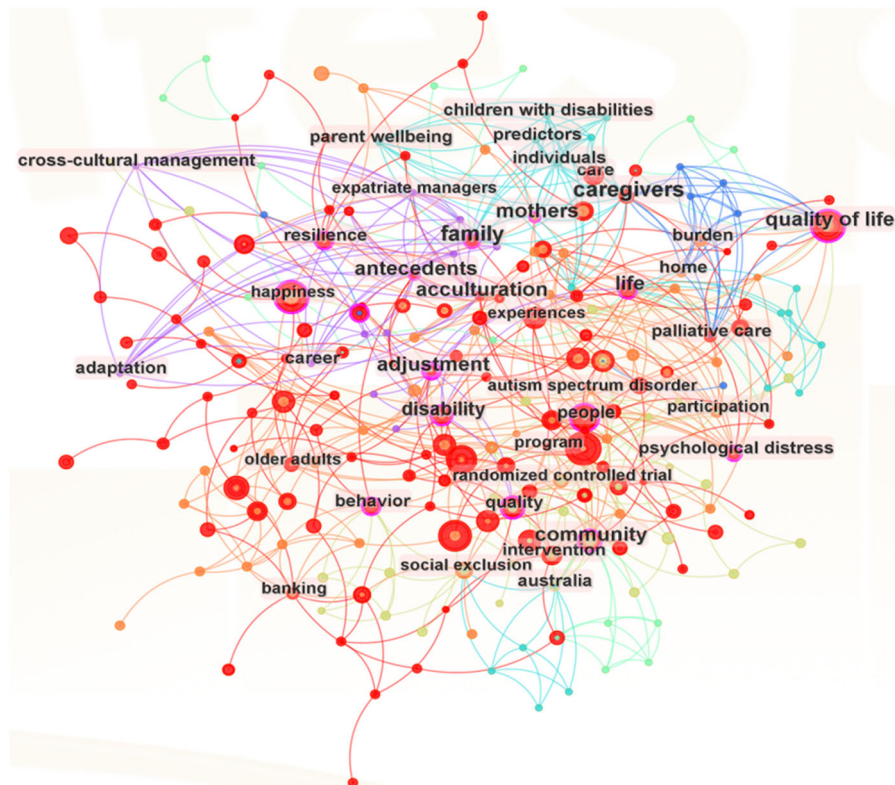 children with disabilities
parent wellbeing
predictors
cross-cultural management
individuals
care
expatriate managers
caregivers
mothers
quality of life
resilience
family
burden
antecedents
home
happiness
acculturation
life
experiences
palliative care
career
adaptation
adjustment
autism spectrum disorder
disability
people
participation
program
psychological distress
older adults
randomized controlled trial
behavior
quality
community
intervention
social exclusion
banking
australia